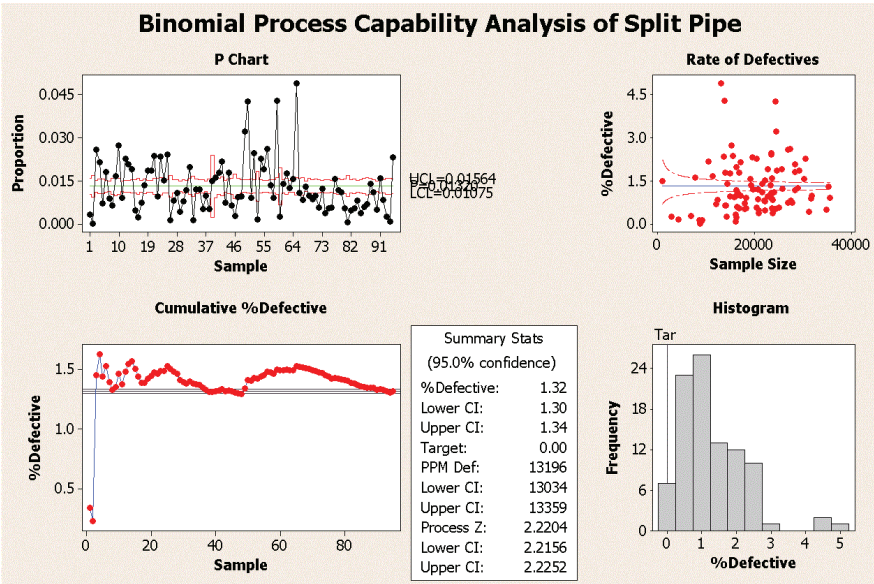 Binomial Process Capability Analysis of Split Pipe
P Chart
Proportion
0.045
0.030
0.015
0.000
UCL=0.01564
P=0.01320
LCL=0.01075
1 10 19 28 37 46 55 64 73 82 91
Sample
Rate of Defectives
%Defective
4.5
3.0
1.5
0.0
0 20000 40000
Sample Size
Cumulative %Defective
%Defective
1.5
1.0
0.5
0 20 40 60 80
Sample
Summary Stats
(95.0% confidence)
%Defective: 1.32
Lower CI: 1.30
Upper CI: 1.34
Target: 0.00
PPM Def: 13196
Lower CI: 13034
Upper CI: 13359
Process Z: 2.2204
Lower CI: 2.2156
Upper CI: 2.2252
Histogram
Tar
Frequency
24
18
12
6
0
0 1 2 3 4 5
%Defective